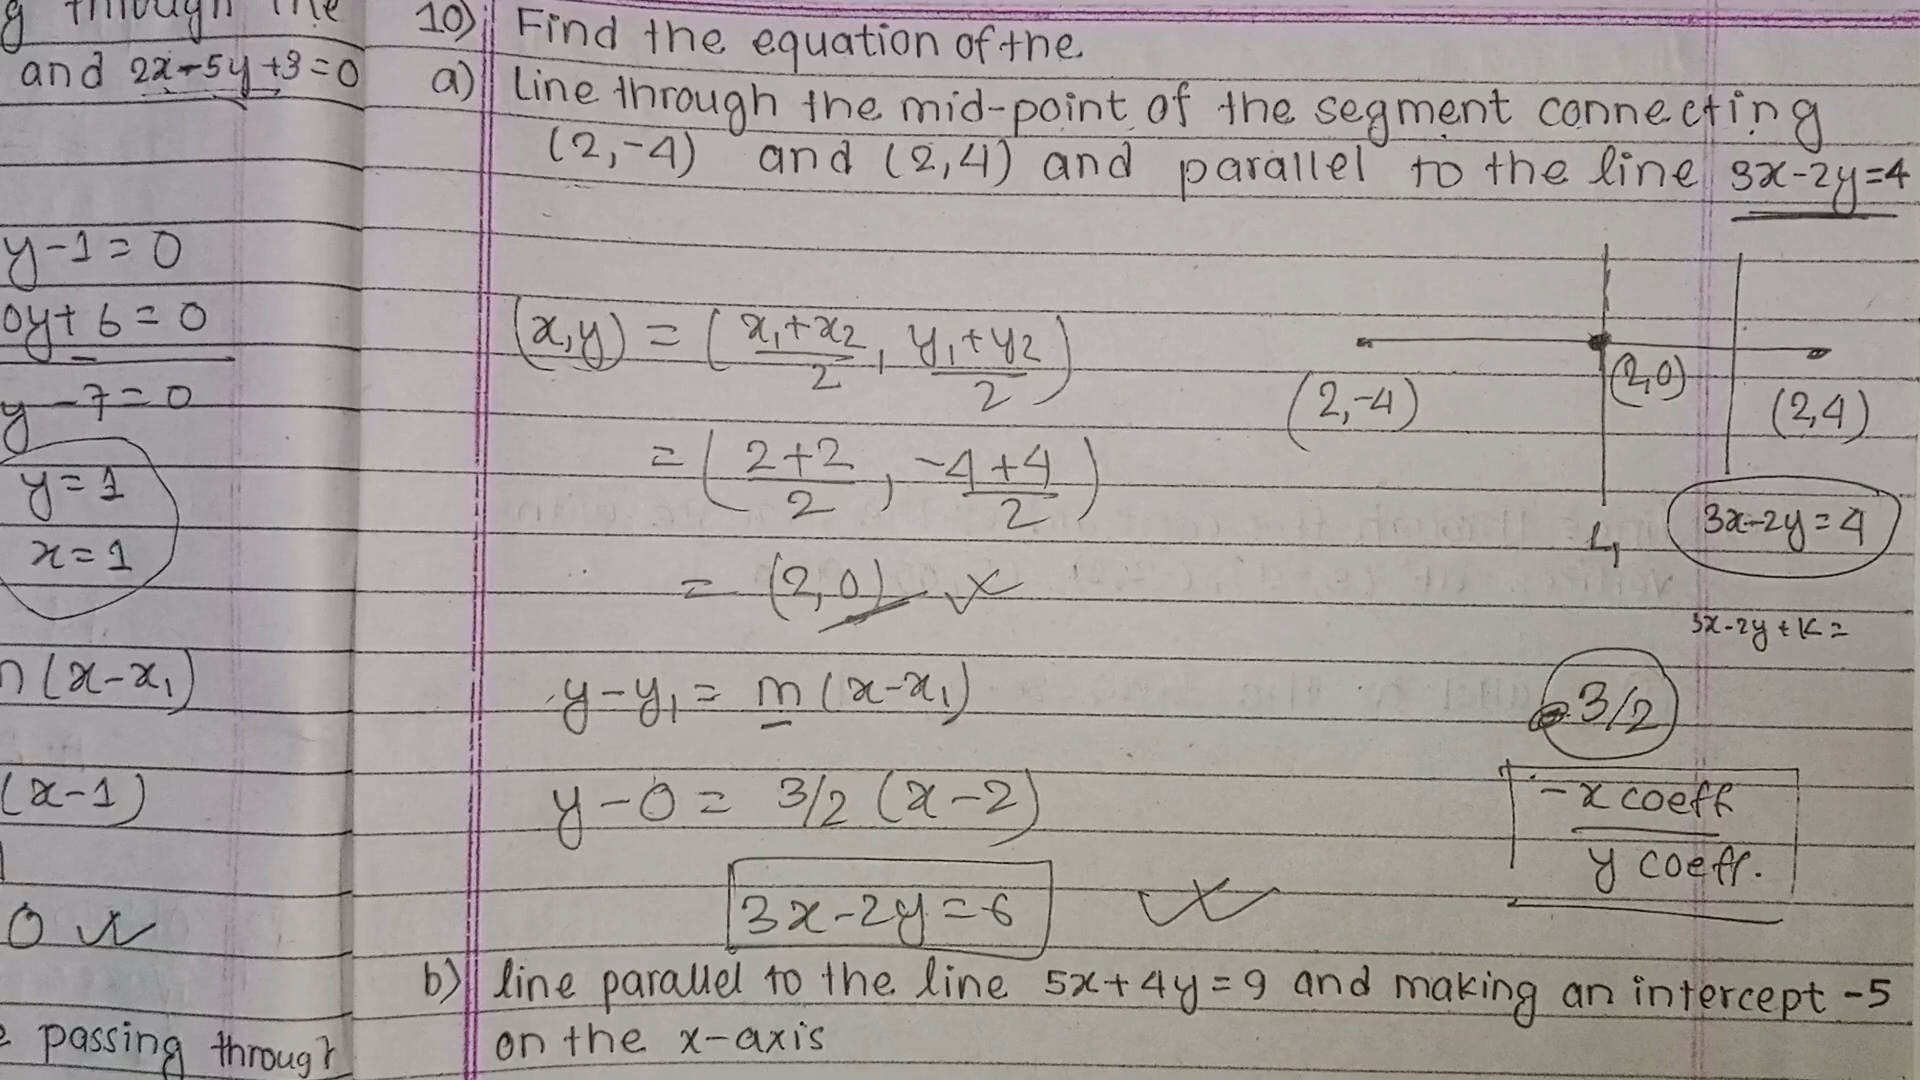 g through the
and 2x-5y+3=0
y-1=0
0y+6=0
y-7=0
y=1
x=1
(x-x₁)
(x-1)
0
passing through
10) Find the equation of the
a) Line through the mid-point of the segment connecting
(2,-4) and (2,4) and parallel to the line 3x-2y=4
(x,y) = (x₁+x₂/2, y₁+y₂/2)
= (2+2/2, -4+4/2)
= (2,0)
y-y₁ = m(x-x₁)
y-0= 3/2 (x-2)
3x-2y=6
(2,-4)
(2,0)
(2,4)
L₁
3x-2y=4
3x-2y+K=
3/2
-x coeff.
y coeff.
b) line parallel to the line 5x+4y=9 and making an intercept -5
on the x-axis